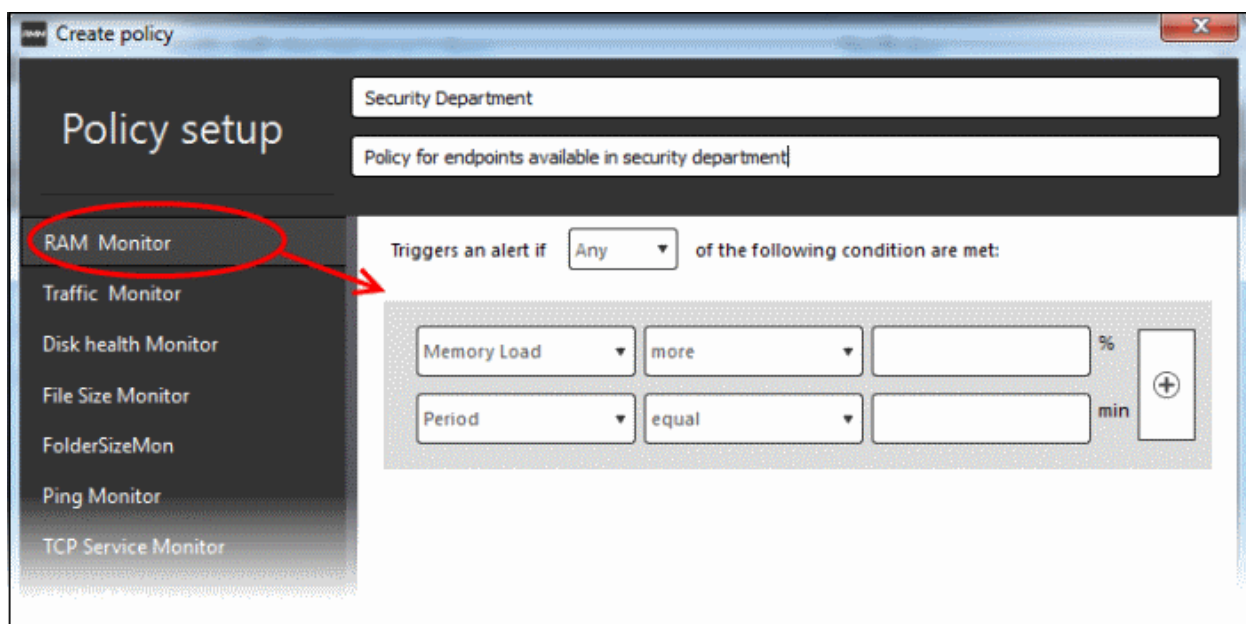 RMM Create policy
Policy setup
Security Department
Policy for endpoints available in security department
RAM Monitor
Traffic Monitor
Disk health Monitor
File Size Monitor
FolderSizeMon
Ping Monitor
TCP Service Monitor
Triggers an alert if Any of the following condition are met:
Memory Load more %
Period equal min